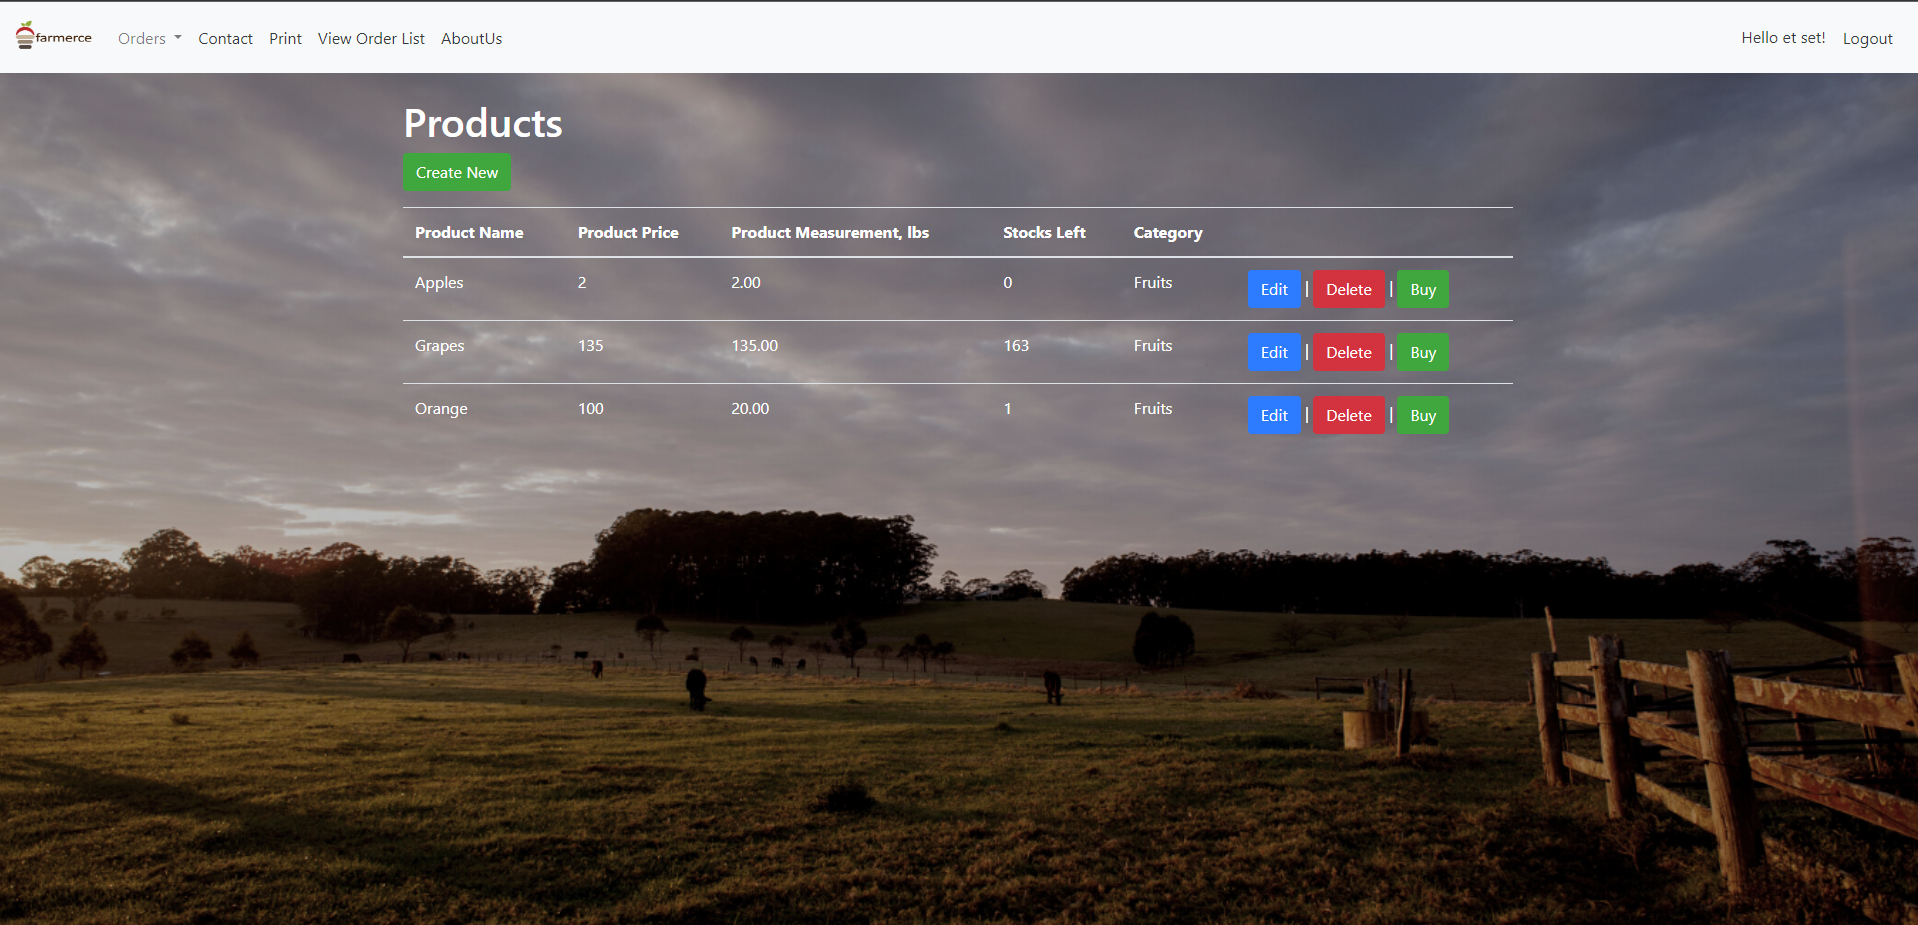 farmerce Orders Contact Print View Order List AboutUs Hello et set! Logout
Products
Create New
Product Name Product Price Product Measurement, lbs Stocks Left Category
Apples 2 2.00 0 Fruits Edit | Delete | Buy
Grapes 135 135.00 163 Fruits Edit | Delete | Buy
Orange 100 20.00 1 Fruits Edit | Delete | Buy